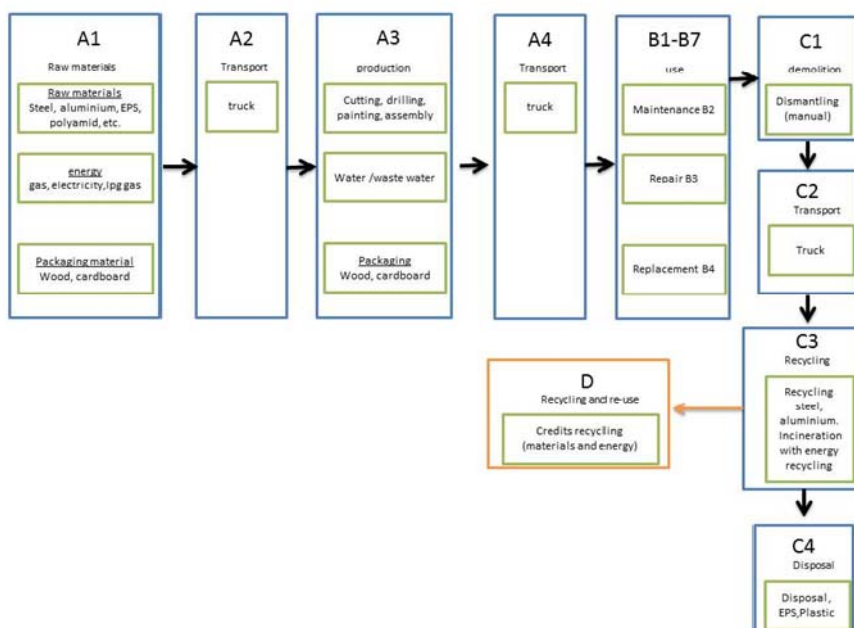 A1
Raw materials
Raw materials
Steel, aluminium, EPS,
polyamid, etc.
energy
gas, electricity, lpg gas
Packaging material
Wood, cardboard
A2
Transport
truck
A3
production
Cutting, drilling,
painting, assembly
Water /waste water
Packaging
Wood, cardboard
A4
Transport
truck
B1-B7
use
Maintenance B2
Repair B3
Replacement B4
C1
demolition
Dismantling
(manual)
C2
Transport
Truck
C3
Recycling
Recycling
steel,
aluminium.
Incineration
with energy
recycling
D
Recycling and re-use
Credits recycling
(materials and energy)
C4
Disposal
Disposal,
EPS,Plastic